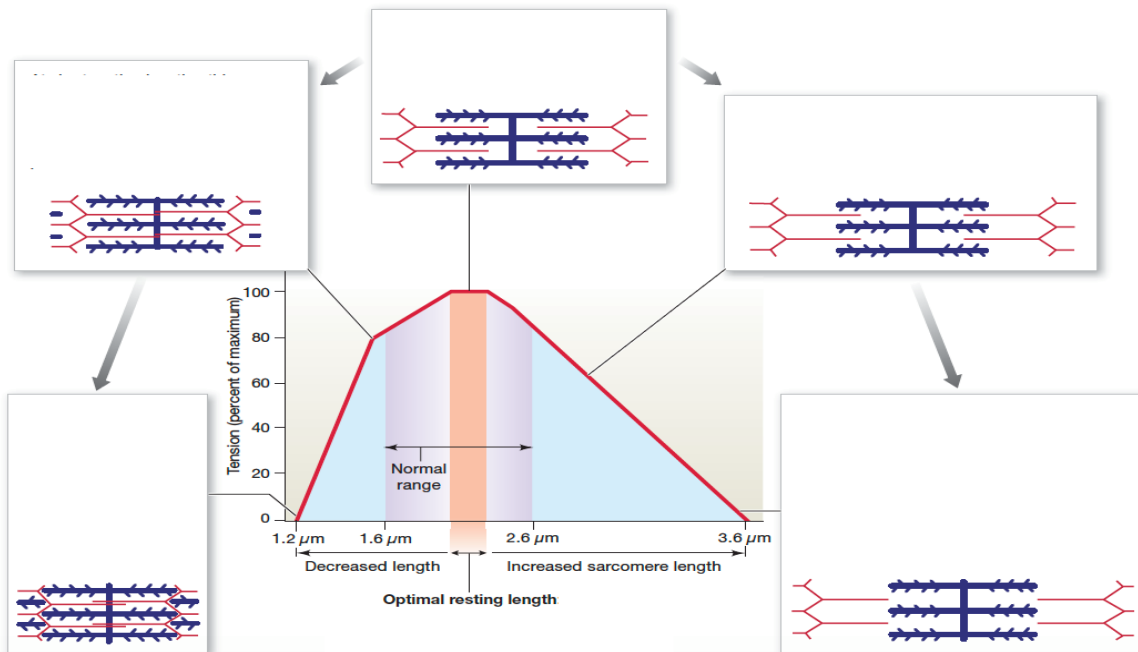 Tension (percent of maximum)
100
80
60
40
20
0
Normal
range
1.2 µm
1.6 µm
2.6 µm
3.6 µm
Decreased length
Increased sarcomere length
Optimal resting length